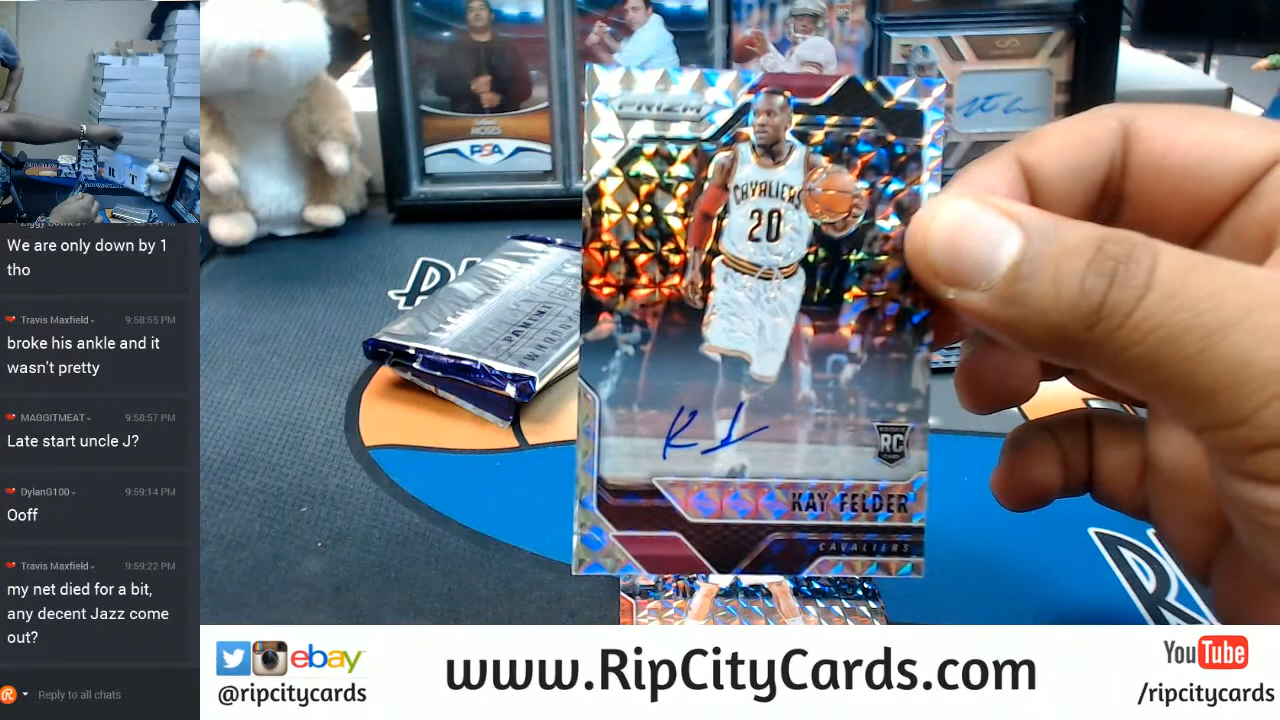 We are only down by 1
tho
Travis Maxfield
9:58:55 PM
broke his ankle and it
wasn't pretty
MAGGITMEAT
9:58:57 PM
Late start uncle J?
DylanG100
9:59:14 PM
Ooff
Travis Maxfield
9:59:22 PM
my net died for a bit,
any decent Jazz come
out?
Reply to all chats
PRIZM
CAVALIERS
20
RC
KAY FELDER
CAVALIERS
PSA
RC
PANINI
ebay
@ripcitycards
www.RipCityCards.com
YouTube
/ripcitycards